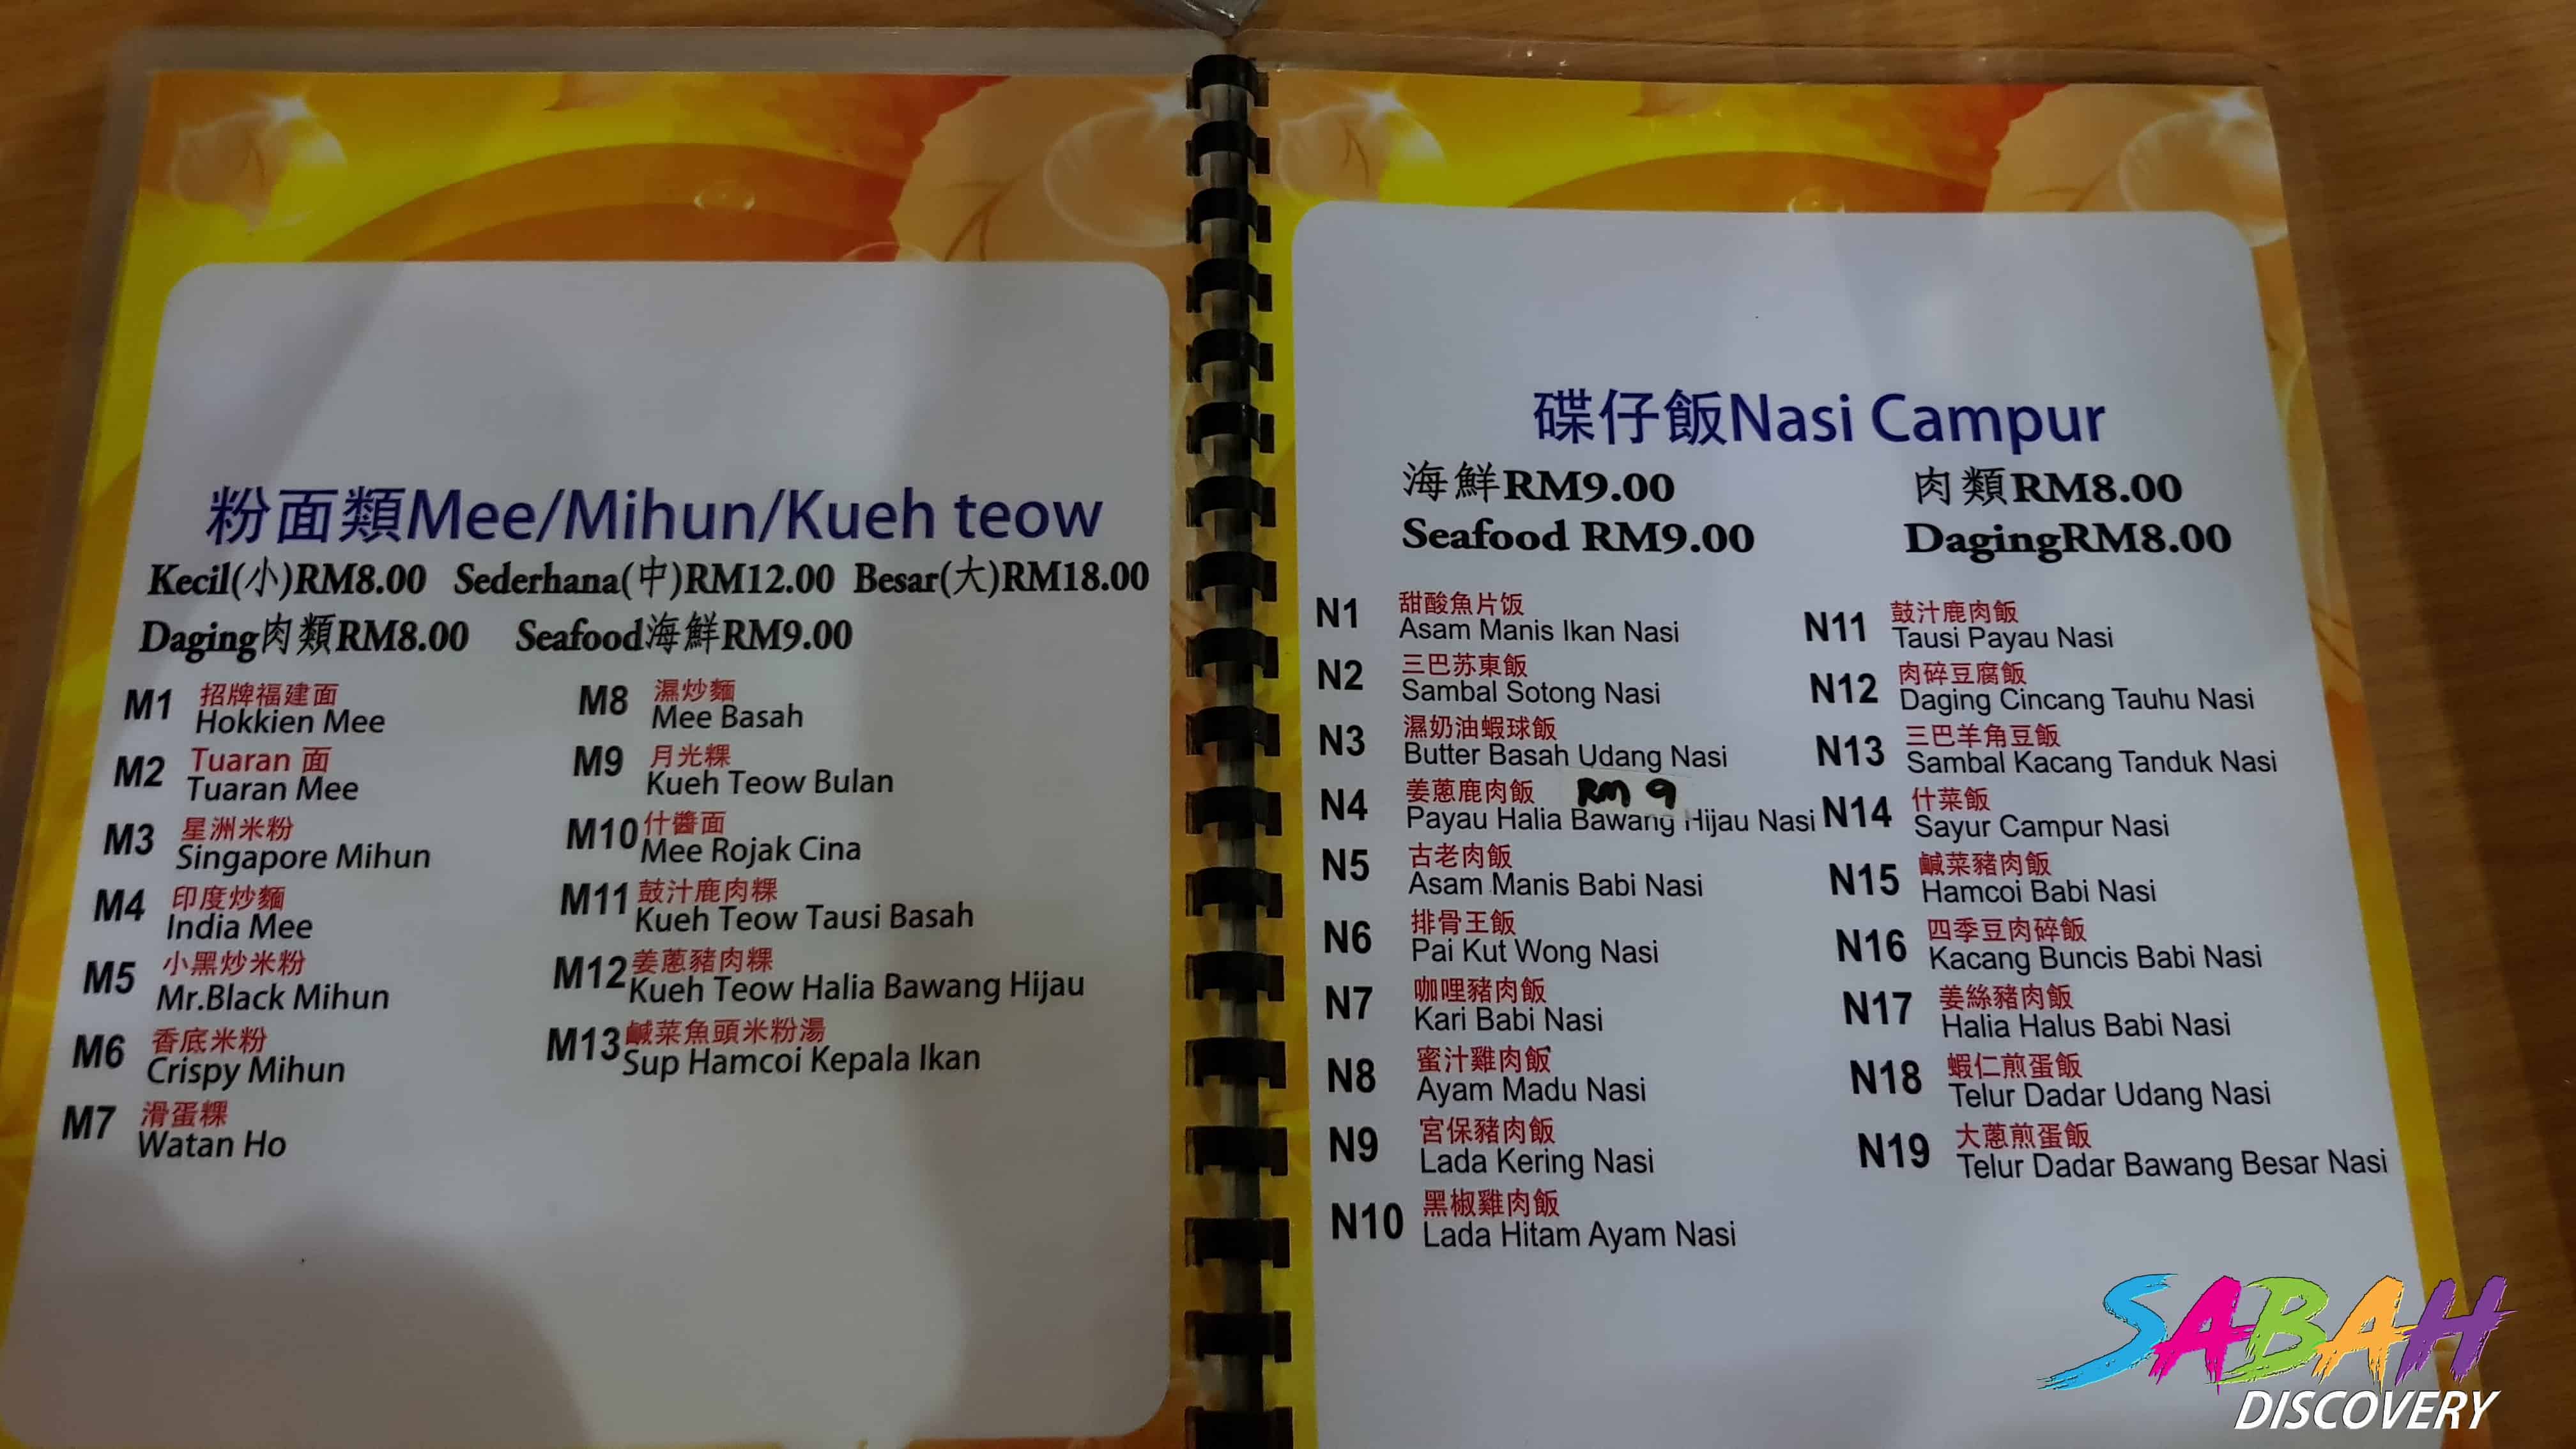 粉面類Mee/Mihun/Kueh teow
Kecil(小)RM8.00 Sederhana(中)RM12.00 Besar(大)RM18.00
Daging肉類RM8.00 Seafood海鮮RM9.00
M1 招牌福建面
Hokkien Mee
M2 Tuaran 面
Tuaran Mee
M3 星洲米粉
Singapore Mihun
M4 印度炒麵
India Mee
M5 小黑炒米粉
Mr.Black Mihun
M6 香底米粉
Crispy Mihun
M7 滑蛋粿
Watan Ho
M8 濕炒麵
Mee Basah
M9 月光粿
Kueh Teow Bulan
M10 什醬面
Mee Rojak Cina
M11 鼓汁鹿肉粿
Kueh Teow Tausi Basah
M12 姜蔥豬肉粿
Kueh Teow Halia Bawang Hijau
M13 鹹菜魚頭米粉湯
Sup Hamcoi Kepala Ikan
碟仔飯Nasi Campur
海鮮RM9.00 肉類RM8.00
Seafood RM9.00 DagingRM8.00
N1 甜酸魚片饭
Asam Manis Ikan Nasi
N2 三巴苏東飯
Sambal Sotong Nasi
N3 濕奶油蝦球飯
Butter Basah Udang Nasi
N4 姜蔥鹿肉飯 RM 9
Payau Halia Bawang Hijau Nasi
N5 古老肉飯
Asam Manis Babi Nasi
N6 排骨王飯
Pai Kut Wong Nasi
N7 咖哩豬肉飯
Kari Babi Nasi
N8 蜜汁雞肉飯
Ayam Madu Nasi
N9 宮保豬肉飯
Lada Kering Nasi
N10 黑椒雞肉飯
Lada Hitam Ayam Nasi
N11 鼓汁鹿肉飯
Tausi Payau Nasi
N12 肉碎豆腐飯
Daging Cincang Tauhu Nasi
N13 三巴羊角豆飯
Sambal Kacang Tanduk Nasi
N14 什菜飯
Sayur Campur Nasi
N15 鹹菜豬肉飯
Hamcoi Babi Nasi
N16 四季豆肉碎飯
Kacang Buncis Babi Nasi
N17 姜絲豬肉飯
Halia Halus Babi Nasi
N18 蝦仁煎蛋飯
Telur Dadar Udang Nasi
N19 大蔥煎蛋飯
Telur Dadar Bawang Besar Nasi
SABAH
DISCOVERY